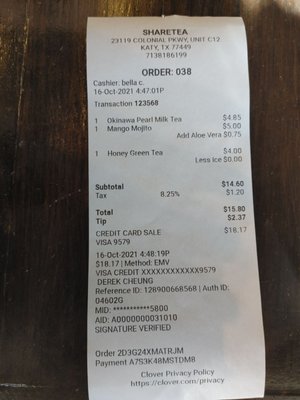 SHARETEA
23119 COLONIAL PKWY, UNIT C12
KATY, TX 77449
7138186199
ORDER: 038
Cashier: bella c.
16-Oct-2021 4:47:01P
Transaction 123568
1 Okinawa Pearl Milk Tea $4.85
1 Mango Mojito $5.00
Add Aloe Vera $0.75
1 Honey Green Tea $4.00
Less Ice $0.00
Subtotal $14.60
Tax 8.25% $1.20
Total $15.80
Tip $2.37
CREDIT CARD SALE $18.17
VISA 9579
16-Oct-2021 4:48:19P
$18.17 | Method: EMV
VISA CREDIT XXXXXXXXXXXX9579
DEREK CHEUNG
Reference ID: 128900668568 | Auth ID:
04602G
MID: ***********5800
AID: A0000000031010
SIGNATURE VERIFIED
Order 2D3G24XMATRJM
Payment A7S3K48MSTDM8
Clover Privacy Policy
https://clover.com/privacy